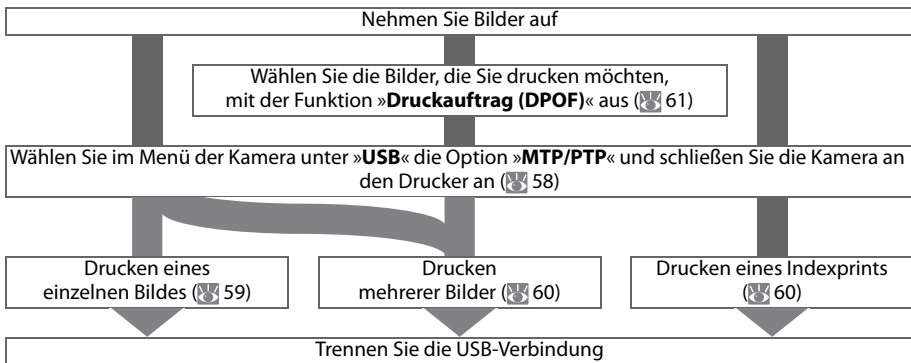 Nehmen Sie Bilder auf
Wählen Sie die Bilder, die Sie drucken möchten,
mit der Funktion »Druckauftrag (DPOF)« aus (61)
Wählen Sie im Menü der Kamera unter »USB« die Option »MTP/PTP« und schließen Sie die Kamera an
den Drucker an (58)
Drucken eines
einzelnen Bildes (59)
Drucken
mehrerer Bilder (60)
Drucken eines Indexprints
(60)
Trennen Sie die USB-Verbindung